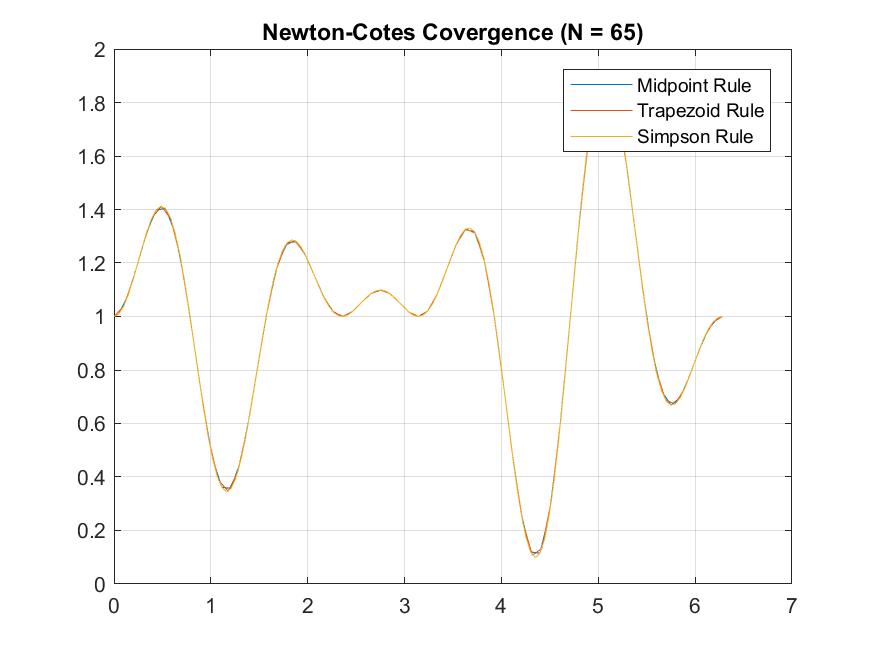 Newton-Cotes Covergence (N = 65)
2
1.8
1.6
1.4
1.2
1
0.8
0.6
0.4
0.2
0
Midpoint Rule
Trapezoid Rule
Simpson Rule
0 1 2 3 4 5 6 7